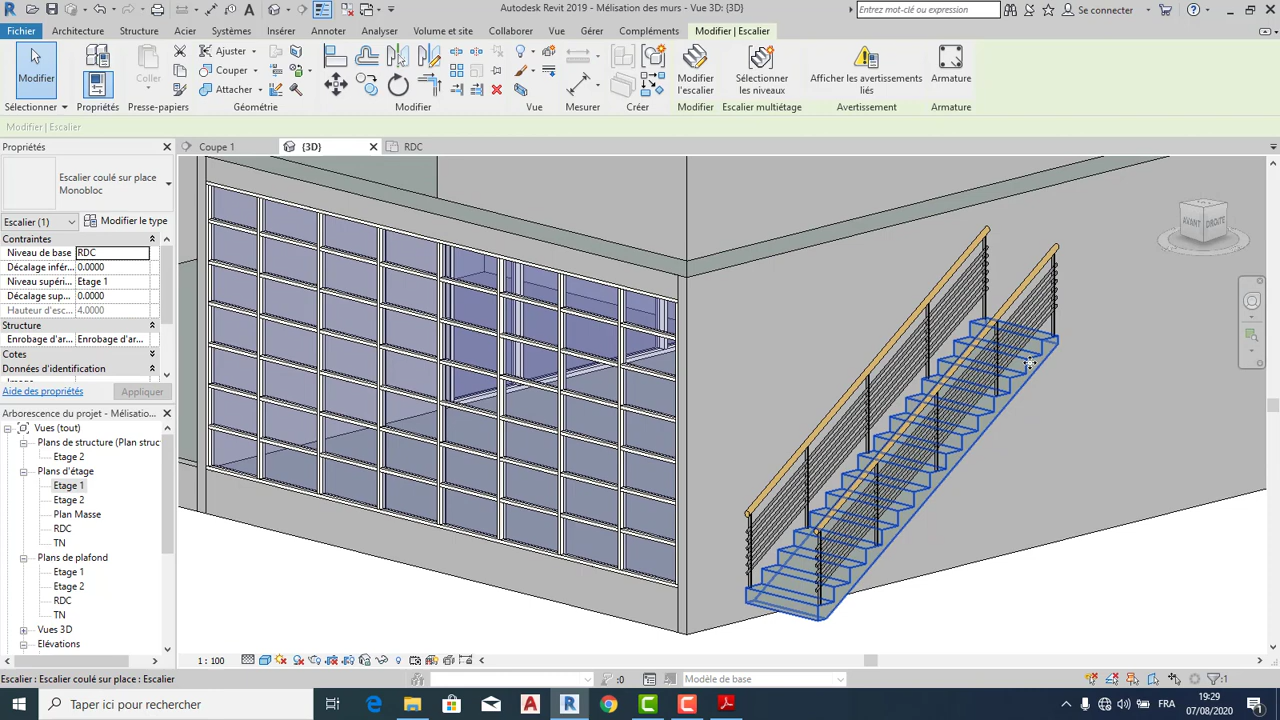 Autodesk Revit 2019 - Mélisation des murs - Vue 3D: {3D}
Entrez mot-clé ou expression
Se connecter
Fichier Architecture Structure Acier Systèmes Insérer Annoter Analyser Volume et site Collaborer Vue Gérer Compléments Modifier | Escalier
Modifier
Coller
Ajuster
Couper
Attacher
Modifier l'escalier
Sélectionner les niveaux
Afficher les avertissements liés
Armature
Sélectionner Propriétés Presse-papiers Géométrie Modifier Vue Mesurer Créer Modifier Escalier multiétage Avertissement Armature
Modifier | Escalier
Propriétés
Coupe 1
{3D}
RDC
Escalier coulé sur place
Monobloc
Escalier (1)
Modifier le type
Contraintes
Niveau de base RDC
Décalage infér... 0.0000
Niveau supéri... Etage 1
Décalage sup... 0.0000
Hauteur d'esc... 4.0000
Structure
Enrobage d'ar... Enrobage d'ar...
Cotes
Données d'identification
Aide des propriétés
Appliquer
Arborescence du projet - Mélisatio...
Vues (tout)
Plans de structure (Plan struct
Etage 2
Plans d'étage
Etage 1
Etage 2
Plan Masse
RDC
TN
Plans de plafond
Etage 1
Etage 2
RDC
TN
Vues 3D
Elévations
AVANT
DROITE
1 : 100
Escalier : Escalier coulé sur place : Escalier
:0
Modèle de base
:1
Taper ici pour rechercher
FRA
19:29
07/08/2020